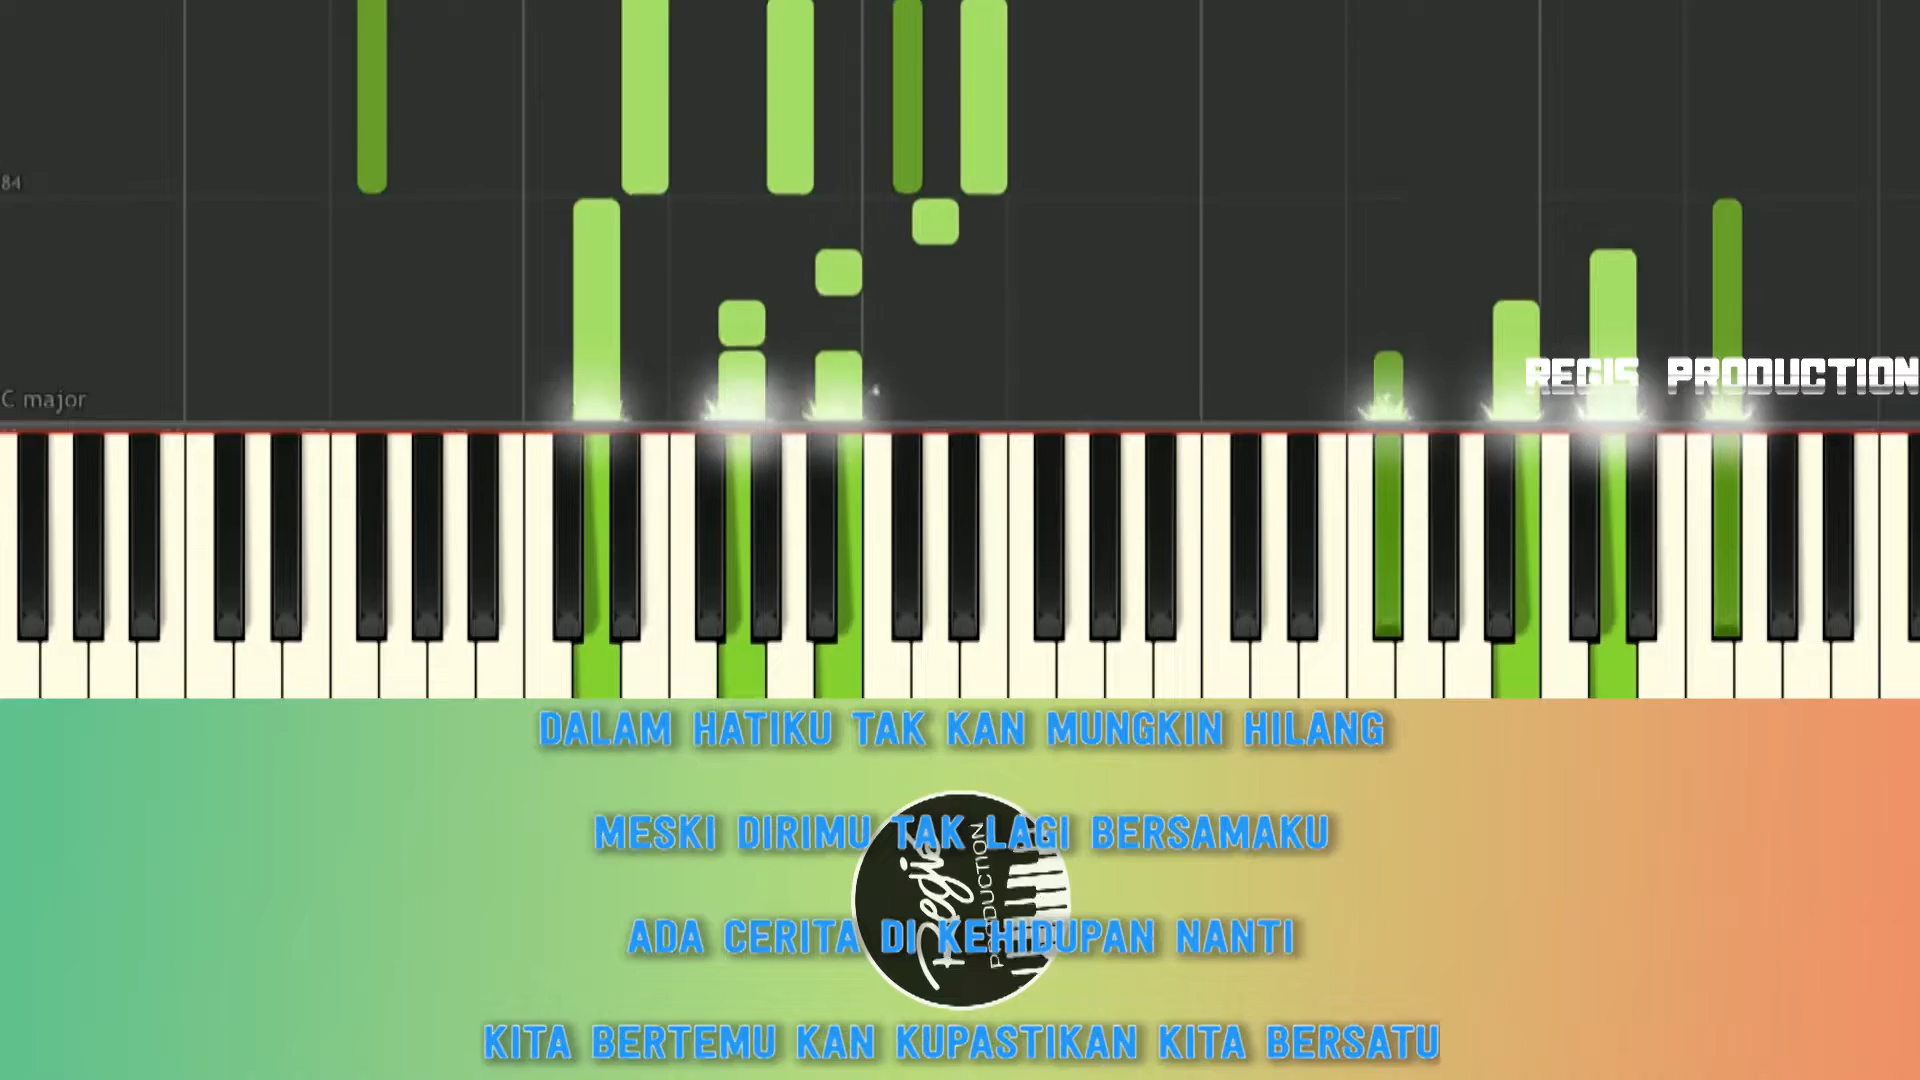 84
C major
REGIS PRODUCTION
DALAM HATIKU TAK KAN MUNGKIN HILANG
MESKI DIRIMU TAK LAGI BERSAMAKU
ADA CERITA DI KEHIDUPAN NANTI
KITA BERTEMU KAN KUPASTIKAN KITA BERSATU
Regis
PRODUCTION